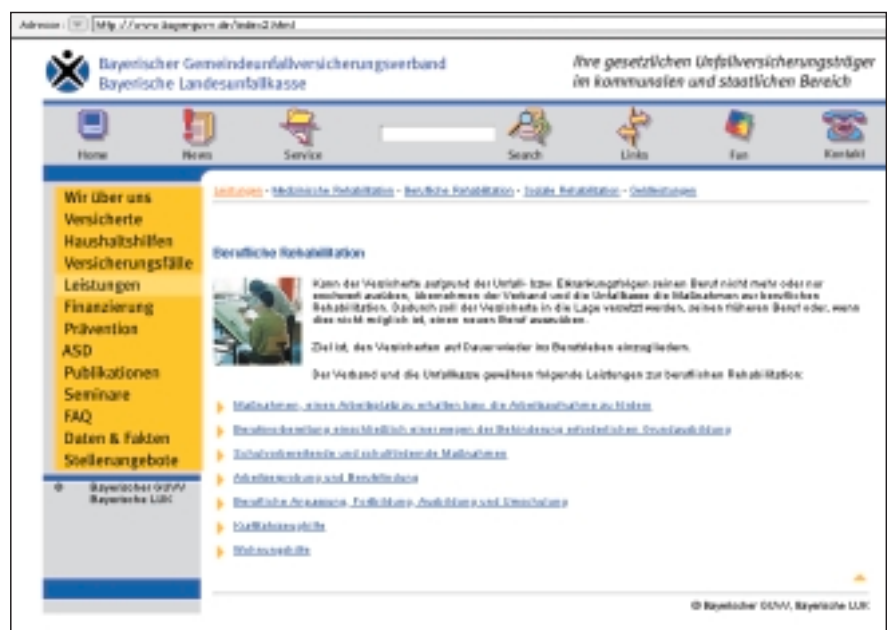 Adresse: http://www.bayerguvv.de/index2.html
Bayerischer Gemeindeunfallversicherungsverband
Bayerische Landesunfallkasse
Ihre gesetzlichen Unfallversicherungsträger
im kommunalen und staatlichen Bereich
Home News Service Search Links Fun Kontakt
Wir über uns
Versicherte
Haushaltshilfen
Versicherungsfälle
Leistungen
Finanzierung
Prävention
ASD
Publikationen
Seminare
FAQ
Daten & Fakten
Stellenangebote
© Bayerischer GUVV
Bayerische LUK
Leistungen - Medizinische Rehabilitation - Berufliche Rehabilitation - Soziale Rehabilitation - Geldleistungen
Berufliche Rehabilitation
Kann der Versicherte aufgrund der Unfall- bzw. Erkrankungsfolgen seinen Beruf nicht mehr oder nur
erschwert ausüben, übernehmen der Verband und die Unfallkasse die Maßnahmen zur beruflichen
Rehabilitation. Dadurch soll der Versicherte in die Lage versetzt werden, seinen früheren Beruf oder, wenn
dies nicht möglich ist, einen neuen Beruf auszuüben.
Ziel ist, den Versicherten auf Dauer wieder ins Berufsleben einzugliedern.
Der Verband und die Unfallkasse gewähren folgende Leistungen zur beruflichen Rehabilitation:
Maßnahmen, einen Arbeitsplatz zu erhalten bzw. die Arbeitsaufnahme zu fördern
Berufsvorbereitung einschließlich einer wegen der Behinderung erforderlichen Grundausbildung
Schulvorbereitende und schulfördernde Maßnahmen
Arbeitserprobung und Berufsfindung
Berufliche Anpassung, Fortbildung, Ausbildung und Umschulung
Kraftfahrzeughilfe
Wohnungshilfe
© Bayerischer GUVV, Bayerische LUK